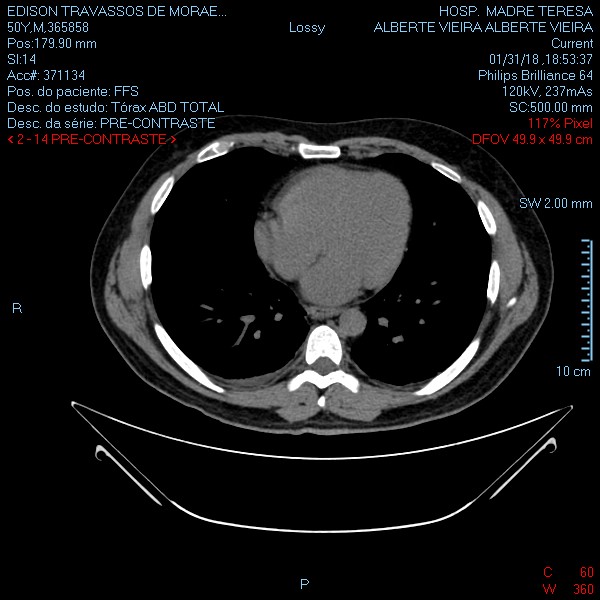 EDISON TRAVASSOS DE MORAE...
50Y,M,365858
Pos:179.90 mm
SI:14
Acc#: 371134
Pos. do paciente: FFS
Desc. do estudo: Tórax ABD TOTAL
Desc. da série: PRE-CONTRASTE
< 2 - 14 PRE-CONTRASTE >
Lossy
HOSP. MADRE TERESA
ALBERTE VIEIRA ALBERTE VIEIRA
Current
01/31/18 ,18:53:37
Philips Brilliance 64
120kV, 237mAs
SC:500.00 mm
117% Pixel
DFOV 49.9 x 49.9 cm
SW 2.00 mm
R
10 cm
P
C 60
W 360